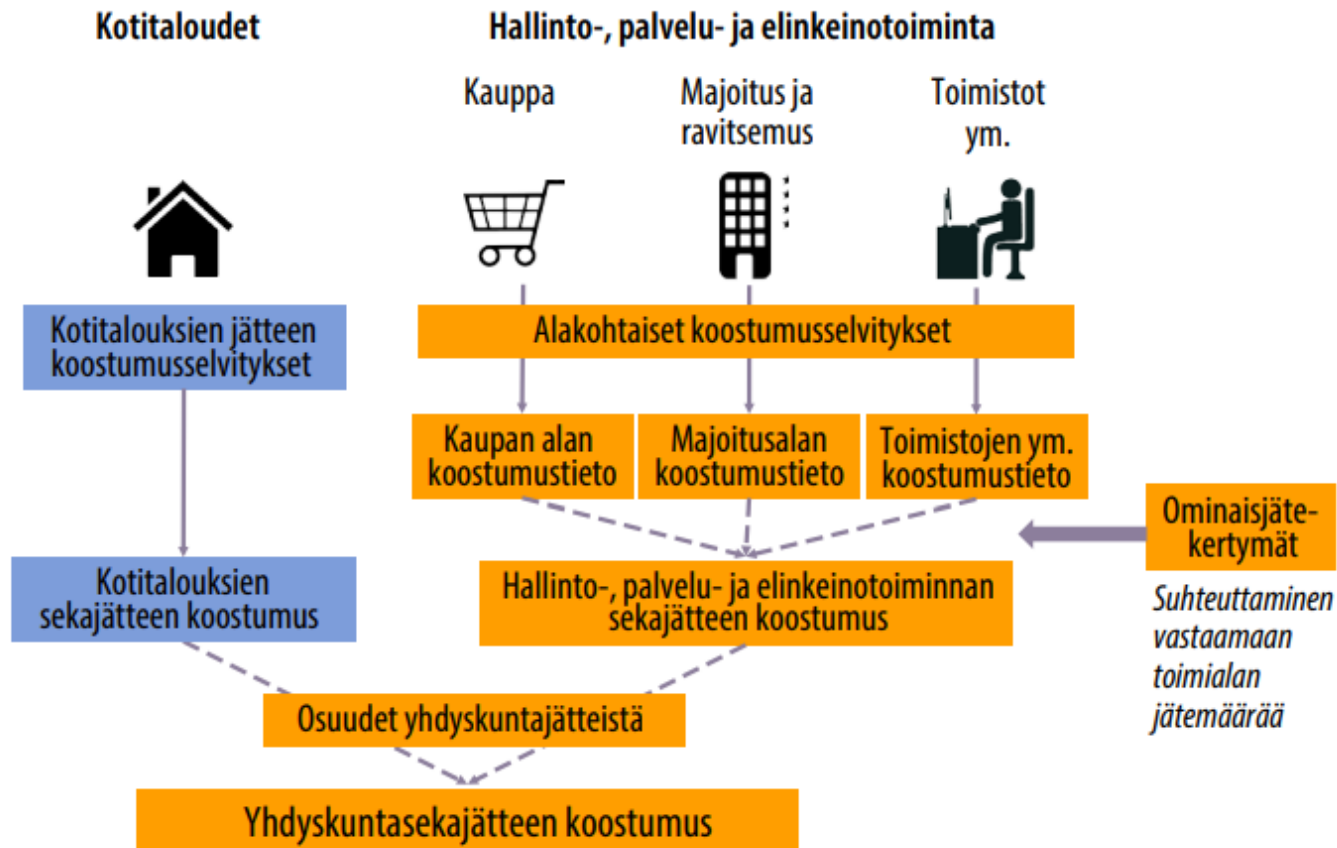 Kotitaloudet
Hallinto-, palvelu- ja elinkeinotoiminta
Kauppa
Majoitus ja
ravitsemus
Toimistot
ym.
Kotitalouksien jätteen
koostumusselvitykset
Alakohtaiset koostumusselvitykset
Kaupan alan
koostumustieto
Majoitusalan
koostumustieto
Toimistojen ym.
koostumustieto
Ominaisjäte-
kertymät
Suhteuttaminen
vastaamaan
toimialan
jätemäärää
Kotitalouksien
sekajätteen koostumus
Hallinto-, palvelu- ja elinkeinotoiminnan
sekajätteen koostumus
Osuudet yhdyskuntajätteistä
Yhdyskuntasekajätteen koostumus